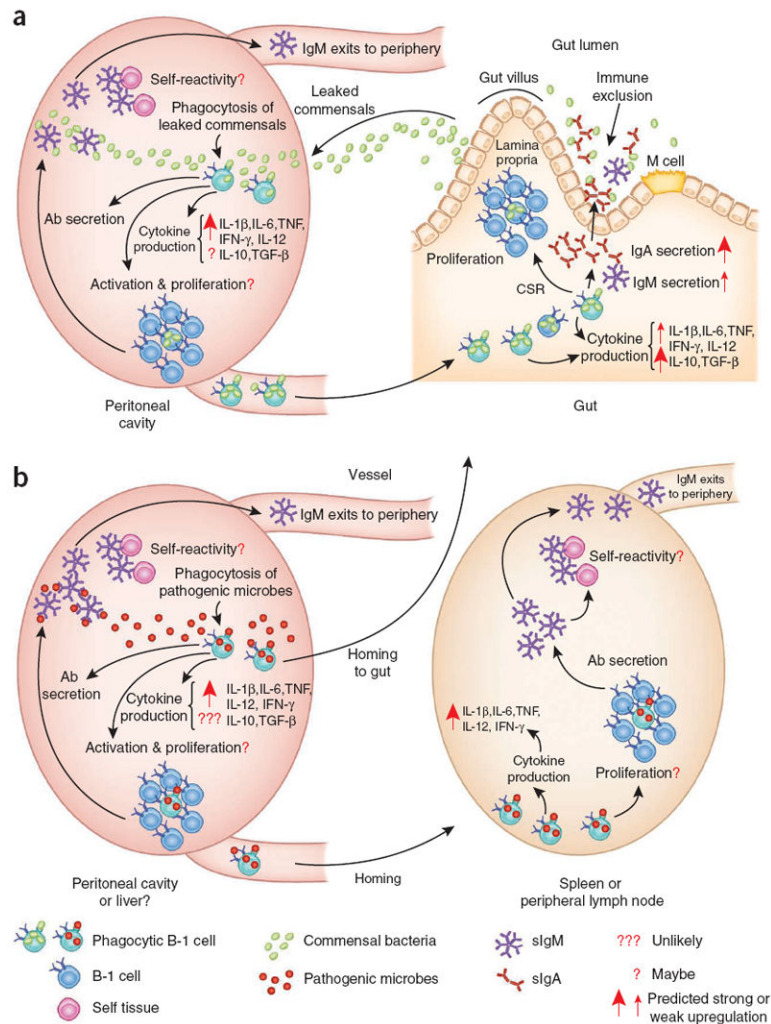 a
IgM exits to periphery
Self-reactivity?
Phagocytosis of
leaked commensals
Ab secretion
Cytokine
production
IL-1β,IL-6,TNF,
IFN-γ, IL-12
? IL-10,TGF-β
Activation & proliferation?
Peritoneal
cavity
Leaked
commensals
Gut lumen
Gut villus
Immune
exclusion
Lamina
propria
M cell
Proliferation
CSR
IgA secretion
IgM secretion
Cytokine
production
IL-1β,IL-6,TNF,
IFN-γ, IL-12
IL-10,TGF-β
Gut
b
Vessel
IgM exits to periphery
Self-reactivity?
Phagocytosis of
pathogenic microbes
Ab
secretion
Cytokine
production
IL-1β,IL-6,TNF,
IL-12, IFN-γ
??? IL-10,TGF-β
Activation & proliferation?
Homing
to gut
Homing
Peritoneal cavity
or liver?
IgM exits
to periphery
Self-reactivity?
Ab secretion
IL-1β,IL-6,TNF,
IL-12, IFN-γ
Cytokine
production
Proliferation?
Spleen or
peripheral lymph node
Phagocytic B-1 cell
B-1 cell
Self tissue
Commensal bacteria
Pathogenic microbes
sIgM
sIgA
??? Unlikely
? Maybe
Predicted strong or
weak upregulation